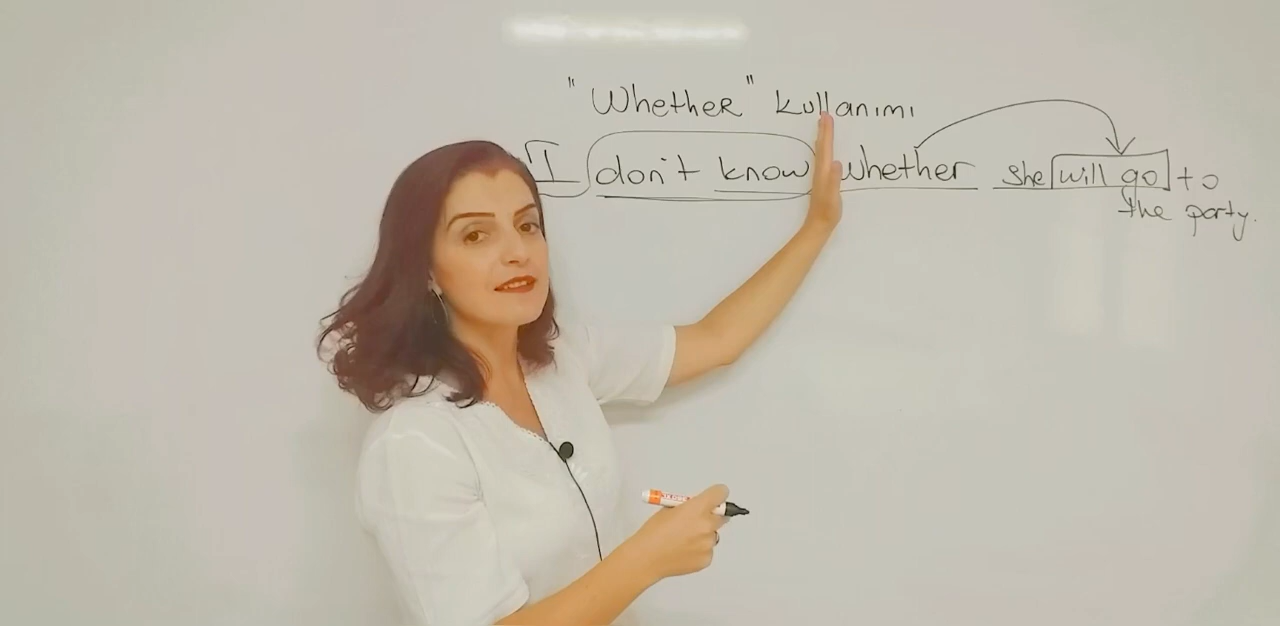 "Whether" kullanımı
I don't know whether she will go to
the party.